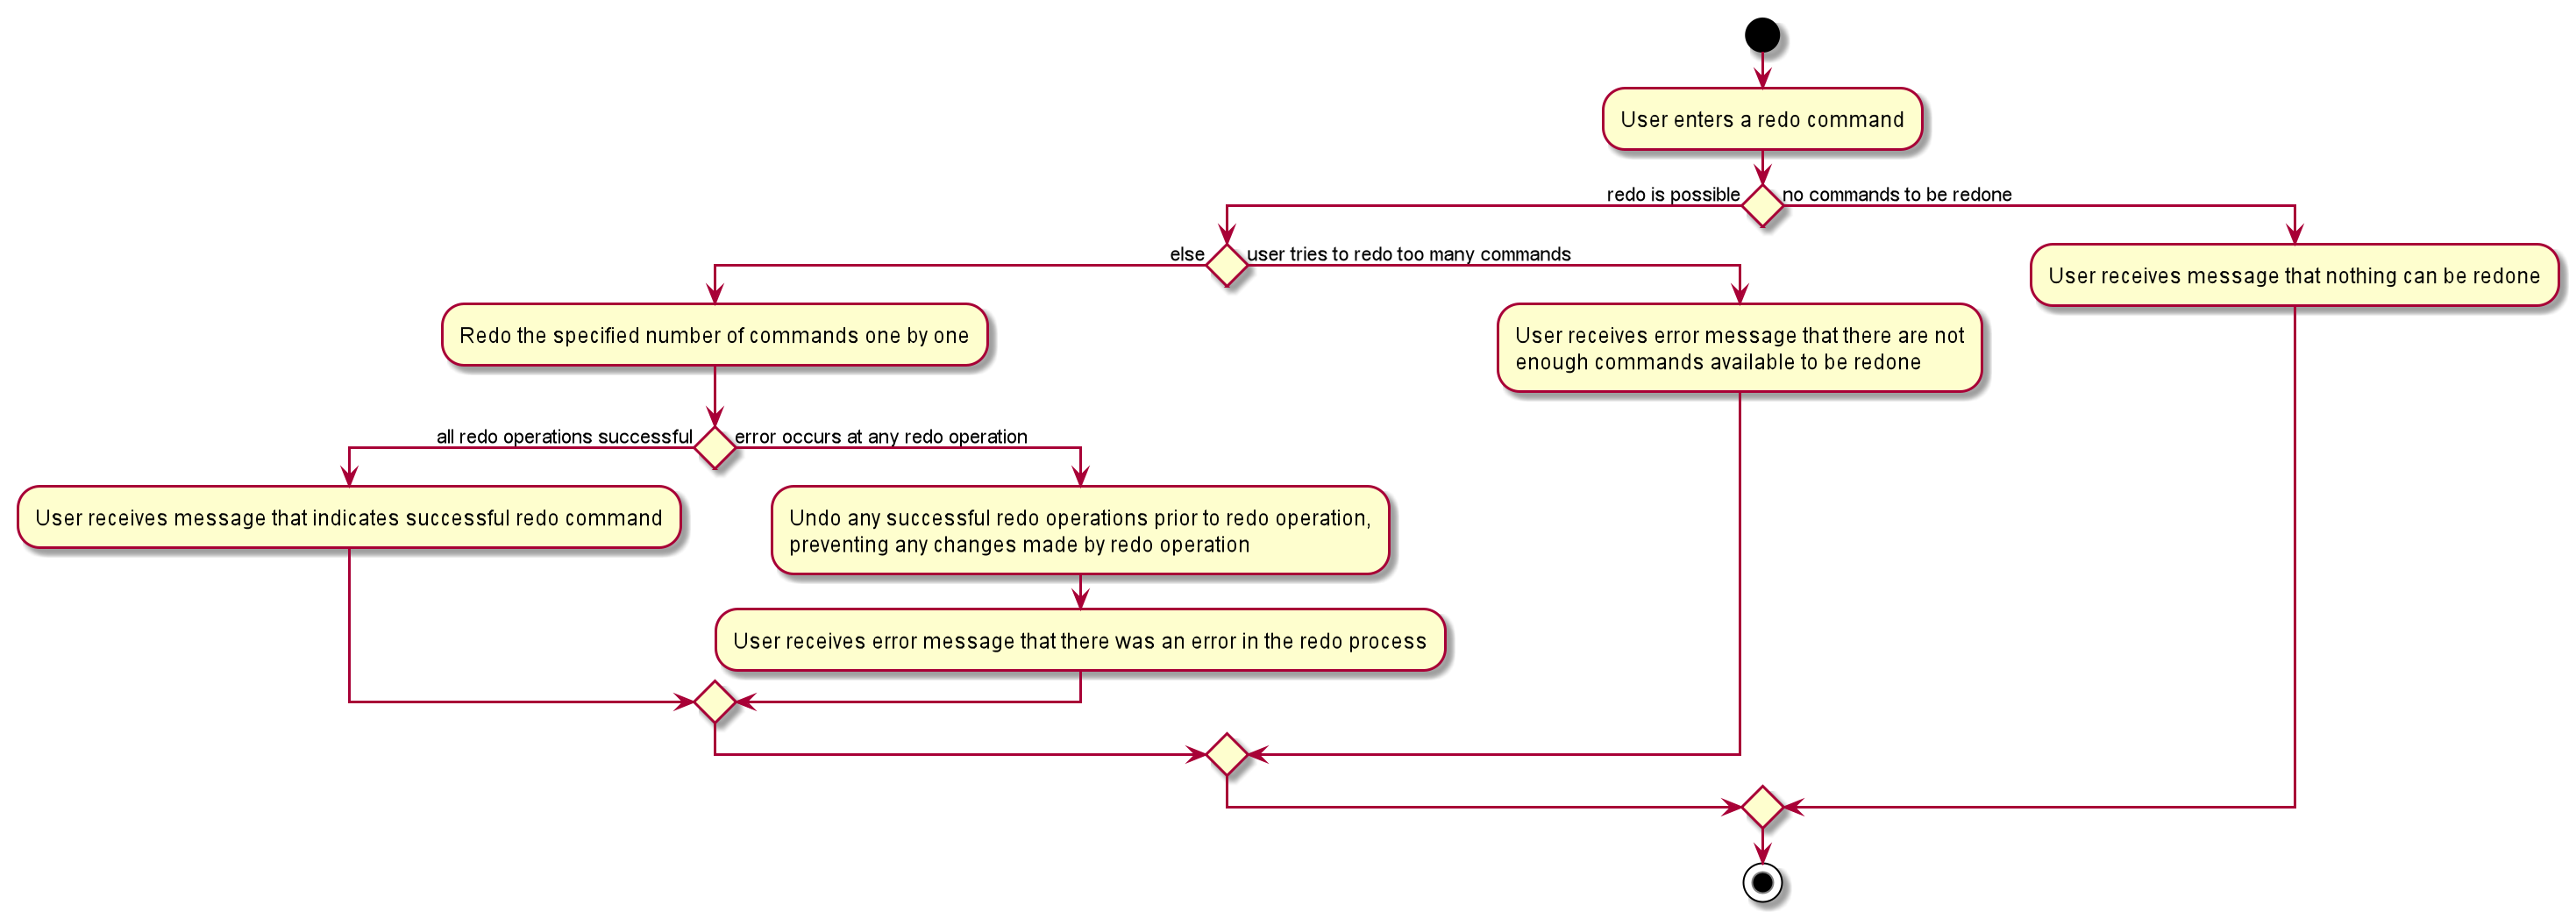 User enters a redo command
redo is possible
no commands to be redone
else
user tries to redo too many commands
User receives message that nothing can be redone
Redo the specified number of commands one by one
User receives error message that there are not
enough commands available to be redone
all redo operations successful
error occurs at any redo operation
User receives message that indicates successful redo command
Undo any successful redo operations prior to redo operation,
preventing any changes made by redo operation
User receives error message that there was an error in the redo process